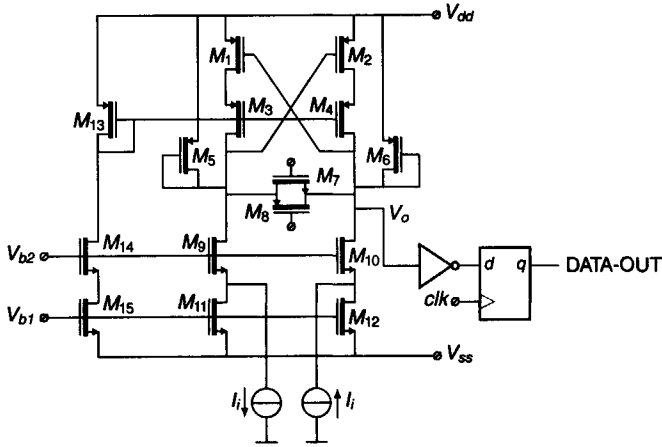 V_dd
M_1
M_2
M_13
M_3
M_4
M_5
M_6
M_7
M_8
V_o
V_b2
M_14
M_9
M_10
d
q
DATA-OUT
clk
V_b1
M_15
M_11
M_12
V_ss
I_i
I_i